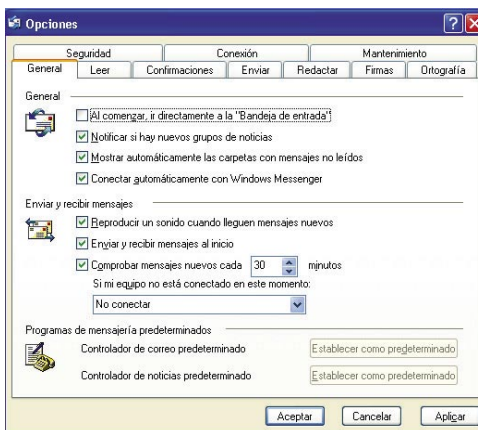 Opciones
Seguridad Conexión Mantenimiento
General Leer Confirmaciones Enviar Redactar Firmas Ortografía
General
Al comenzar, ir directamente a la "Bandeja de entrada"
Notificar si hay nuevos grupos de noticias
Mostrar automáticamente las carpetas con mensajes no leídos
Conectar automáticamente con Windows Messenger
Enviar y recibir mensajes
Reproducir un sonido cuando lleguen mensajes nuevos
Enviar y recibir mensajes al inicio
Comprobar mensajes nuevos cada 30 minutos
Si mi equipo no está conectado en este momento:
No conectar
Programas de mensajería predeterminados
Controlador de correo predeterminado Establecer como predeterminado
Controlador de noticias predeterminado Establecer como predeterminado
Aceptar Cancelar Aplicar